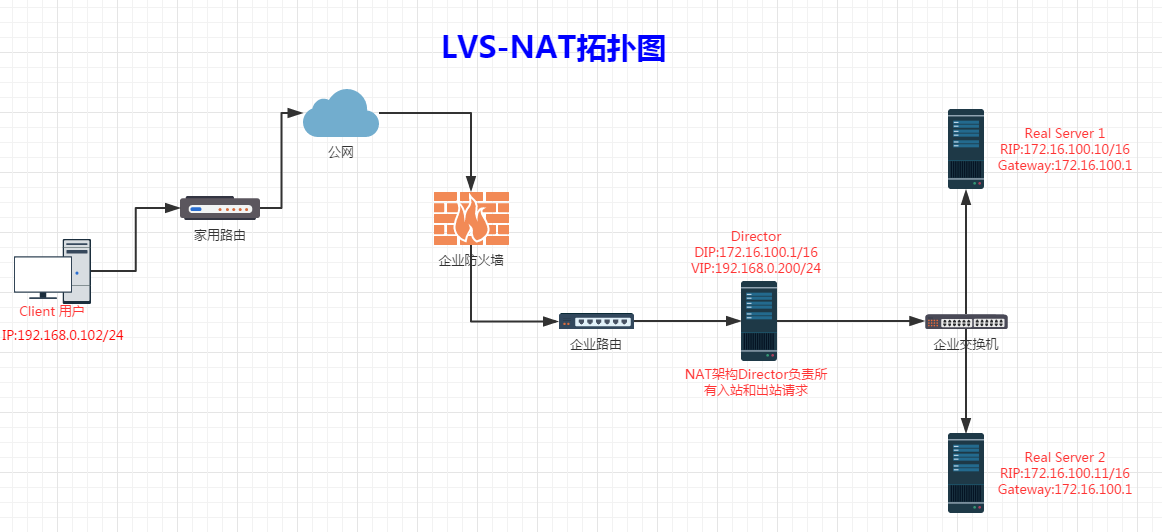 LVS-NAT拓扑图
公网
家用路由
Client 用户
IP:192.168.0.102/24
企业防火墙
企业路由
Director
DIP:172.16.100.1/16
VIP:192.168.0.200/24
NAT架构Director负责所
有入站和出站请求
企业交换机
Real Server 1
RIP:172.16.100.10/16
Gateway:172.16.100.1
Real Server 2
RIP:172.16.100.11/16
Gateway:172.16.100.1